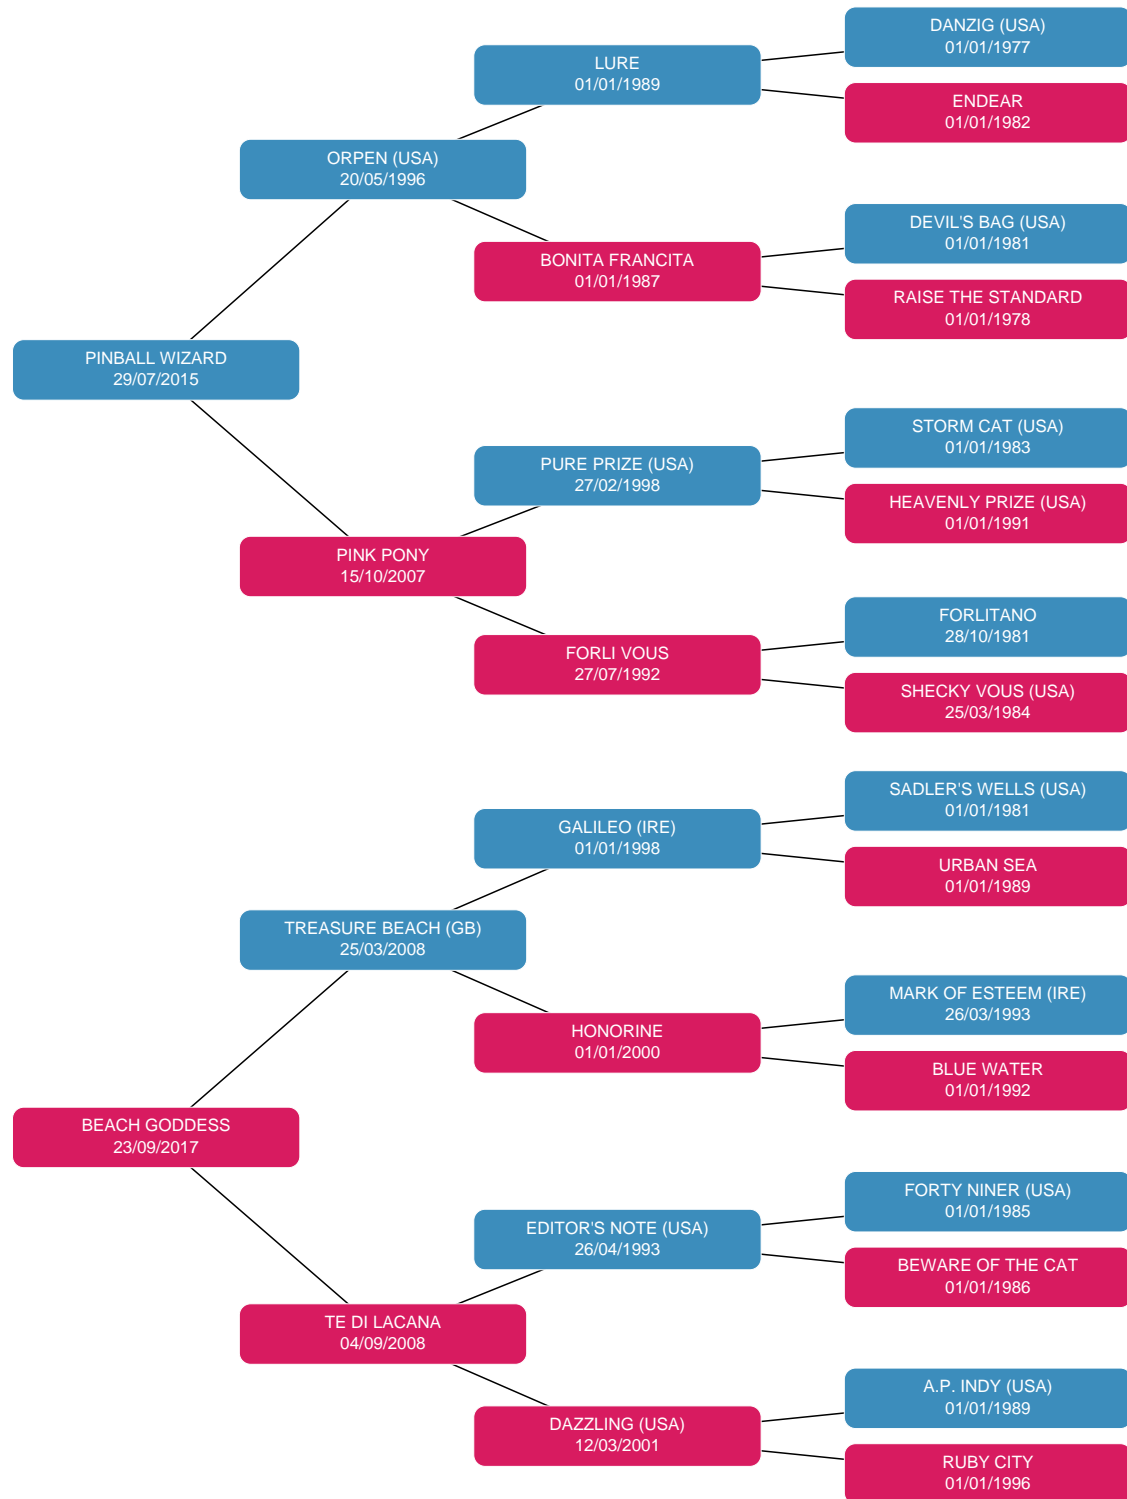 DANZIG (USA)
01/01/1977
LURE
01/01/1989
ENDEAR
01/01/1982
ORPEN (USA)
20/05/1996
DEVIL'S BAG (USA)
01/01/1981
BONITA FRANCITA
01/01/1987
RAISE THE STANDARD
01/01/1978
PINBALL WIZARD
29/07/2015
STORM CAT (USA)
01/01/1983
PURE PRIZE (USA)
27/02/1998
HEAVENLY PRIZE (USA)
01/01/1991
PINK PONY
15/10/2007
FORLITANO
28/10/1981
FORLI VOUS
27/07/1992
SHECKY VOUS (USA)
25/03/1984
SADLER'S WELLS (USA)
01/01/1981
GALILEO (IRE)
01/01/1998
URBAN SEA
01/01/1989
TREASURE BEACH (GB)
25/03/2008
MARK OF ESTEEM (IRE)
26/03/1993
HONORINE
01/01/2000
BLUE WATER
01/01/1992
BEACH GODDESS
23/09/2017
FORTY NINER (USA)
01/01/1985
EDITOR'S NOTE (USA)
26/04/1993
BEWARE OF THE CAT
01/01/1986
TE DI LACANA
04/09/2008
A.P. INDY (USA)
01/01/1989
DAZZLING (USA)
12/03/2001
RUBY CITY
01/01/1996